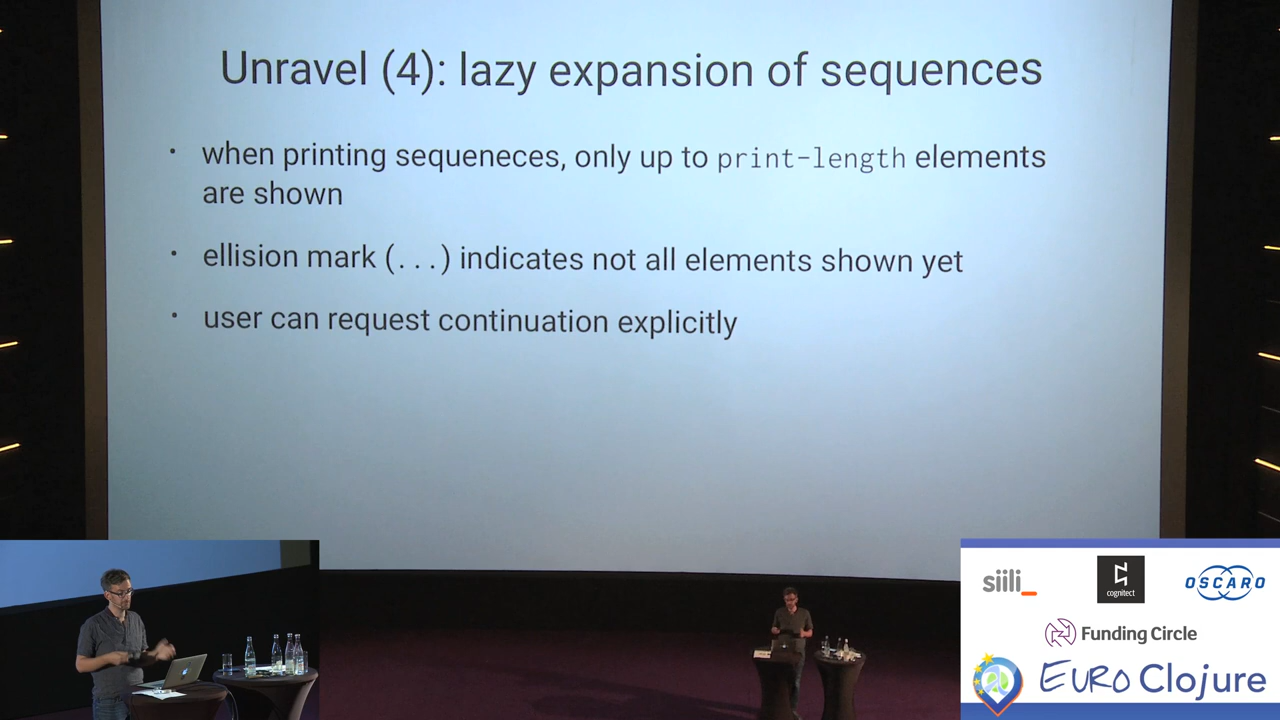 Unravel (4): lazy expansion of sequences
• when printing sequeneces, only up to print-length elements
are shown
• ellision mark (...) indicates not all elements shown yet
• user can request continuation explicitly
siili_
cognitect
OSCARO
Funding Circle
EURO Clojure